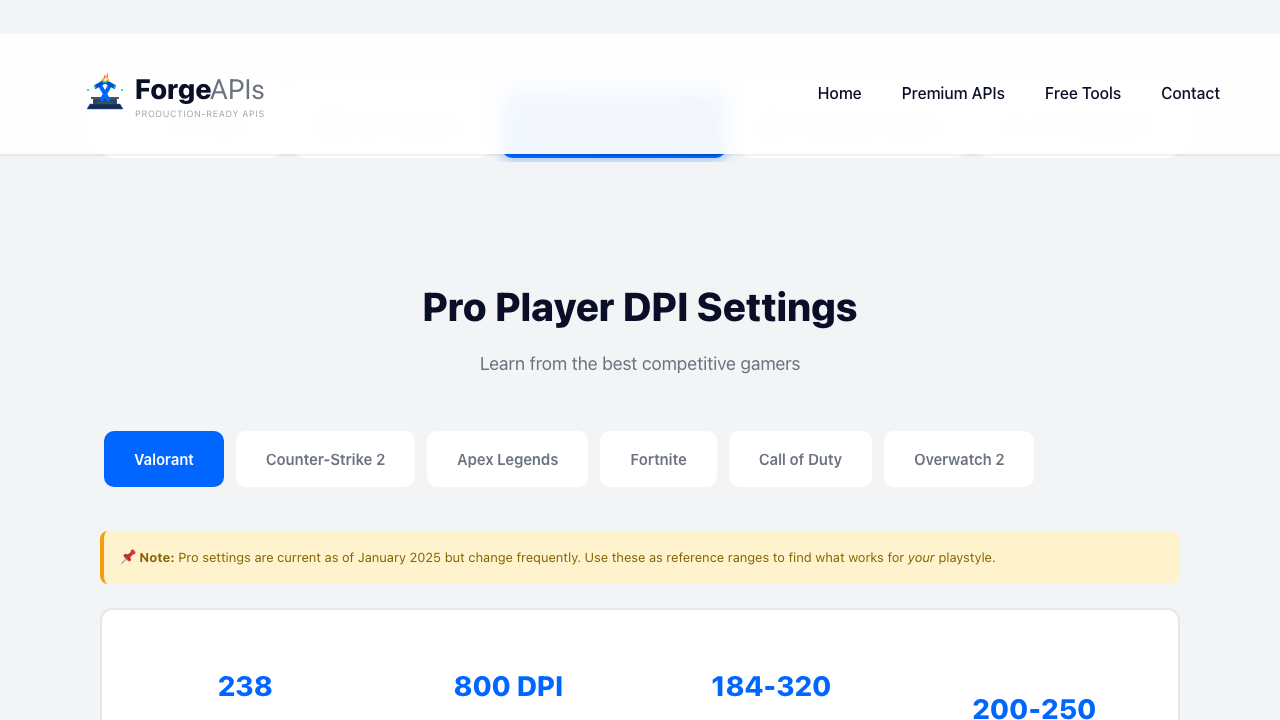 ForgeAPIs
PRODUCTION-READY APIS
Home Premium APIs Free Tools Contact
Pro Player DPI Settings
Learn from the best competitive gamers
Valorant Counter-Strike 2 Apex Legends Fortnite Call of Duty Overwatch 2
📌 Note: Pro settings are current as of January 2025 but change frequently. Use these as reference ranges to find what works for your playstyle.
238 800 DPI 184-320 200-250